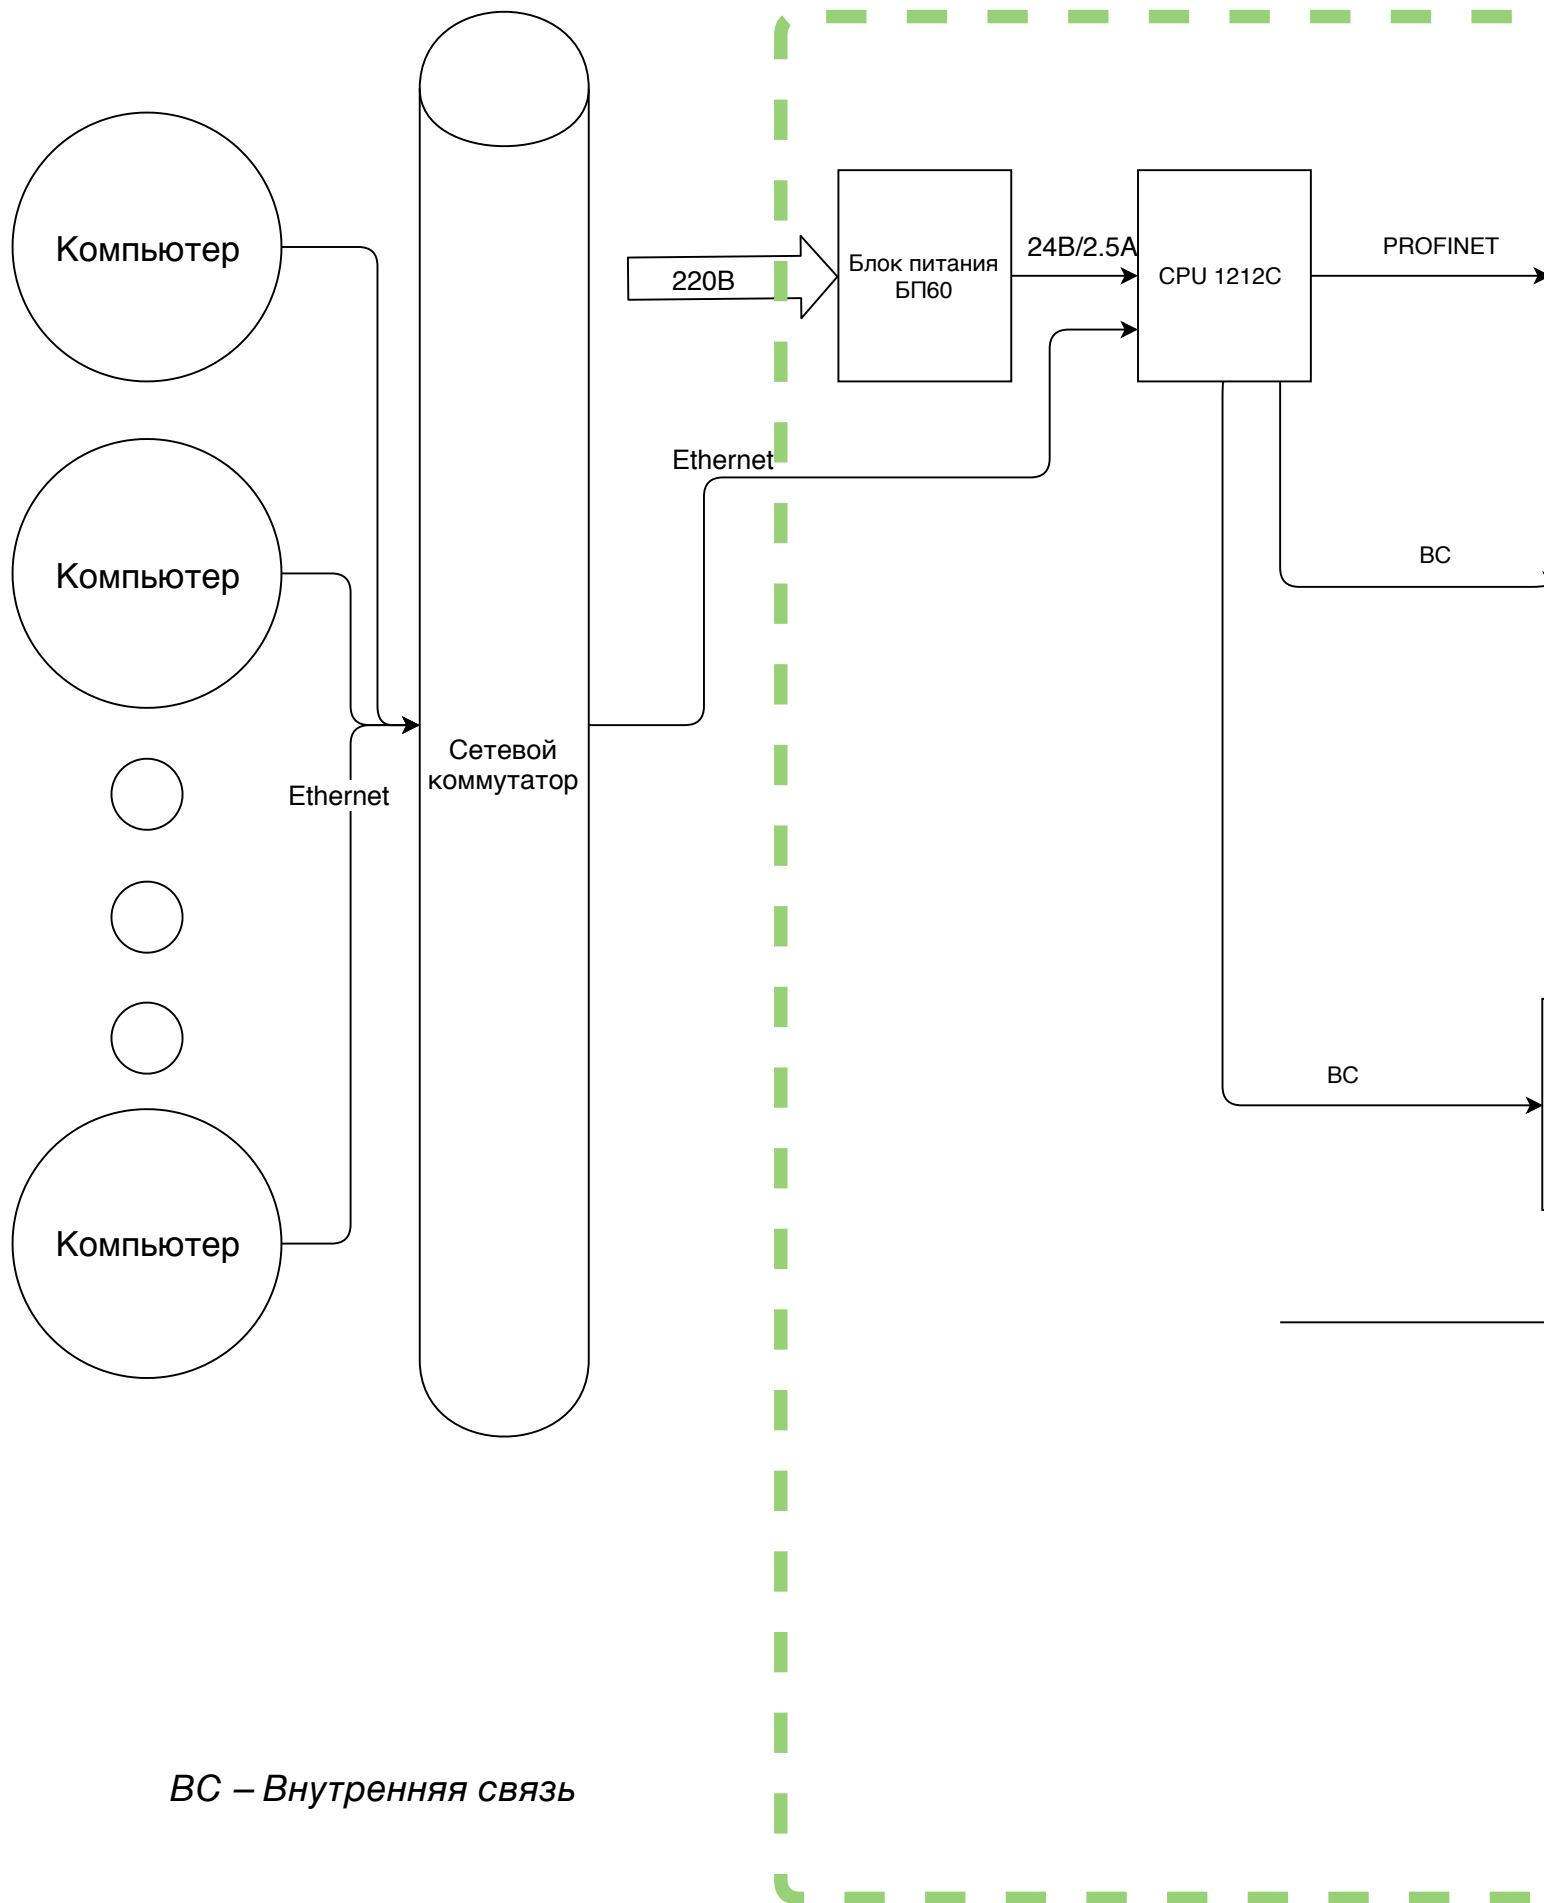 Компьютер
220В
Блок питания
БП60
24В/2.5А
CPU 1212C
PROFINET
Ethernet
ВС
Компьютер
Сетевой
коммутатор
Ethernet
ВС
Компьютер
ВС – Внутренняя связь